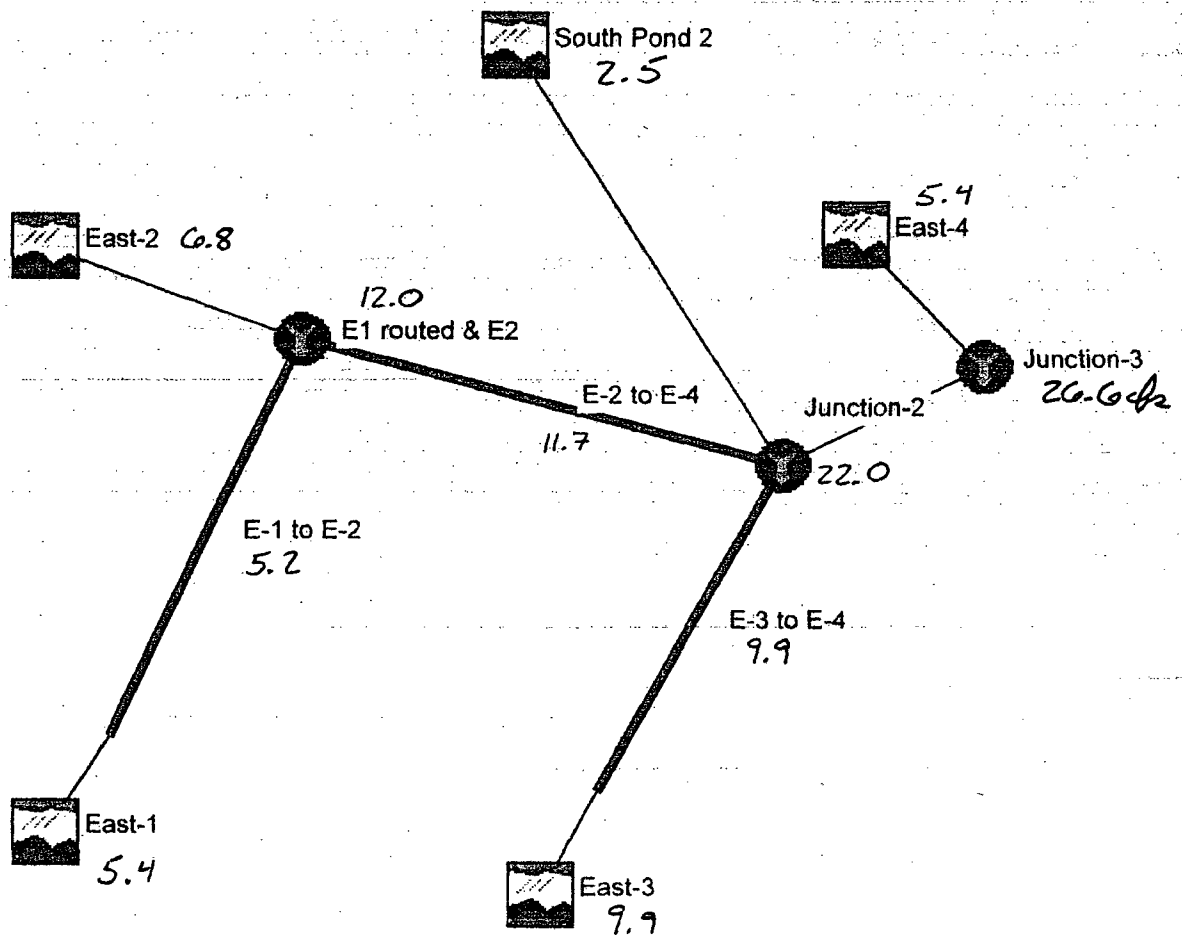 South Pond 2
2.5
5.4
East-4
East-2 6.8
12.0
E1 routed & E2
Junction-3
26.6 cfs
E-2 to E-4
Junction-2
11.7
22.0
E-1 to E-2
5.2
E-3 to E-4
9.9
East-1
5.4
East-3
9.9